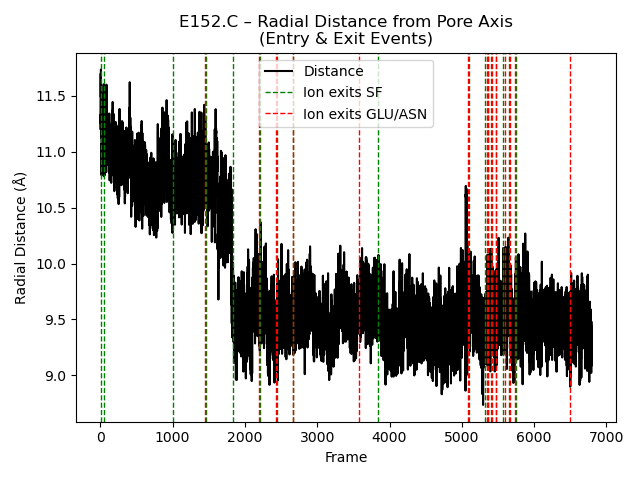 E152.C – Radial Distance from Pore Axis
(Entry & Exit Events)
Distance
Ion exits SF
Ion exits GLU/ASN
Radial Distance (Å)
11.5
11.0
10.5
10.0
9.5
9.0
0 1000 2000 3000 4000 5000 6000 7000
Frame